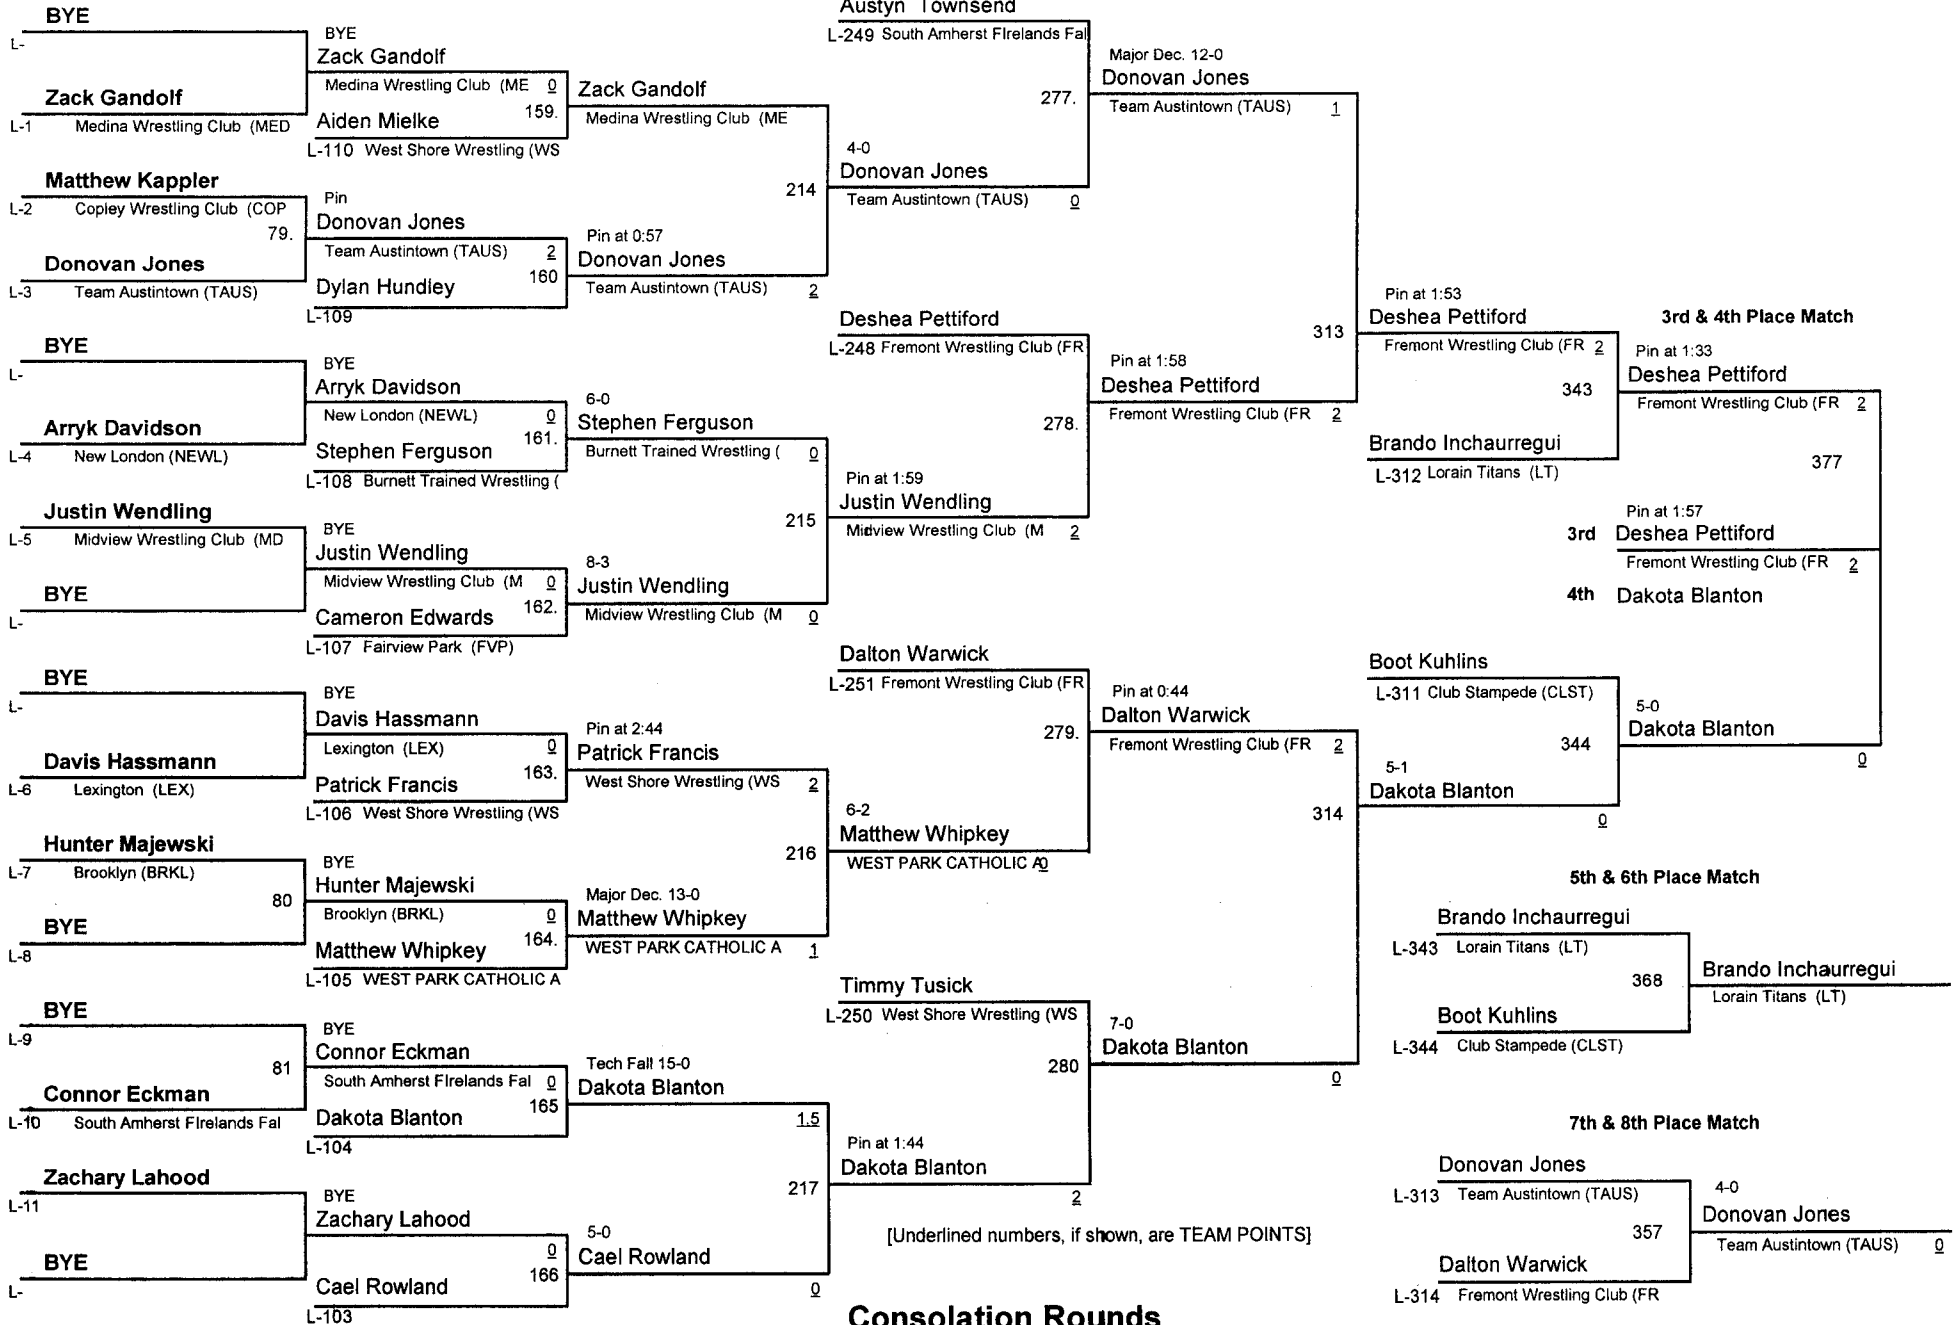 BYE
L-
Zack Gandolf
L-1 Medina Wrestling Club (MED
Matthew Kappler
L-2 Copley Wrestling Club (COP
79.
Donovan Jones
L-3 Team Austintown (TAUS)
BYE
L-
Arryk Davidson
L-4 New London (NEWL)
Justin Wendling
L-5 Midview Wrestling Club (MD
BYE
L-
BYE
L-
Davis Hassmann
L-6 Lexington (LEX)
Hunter Majewski
L-7 Brooklyn (BRKL)
80
BYE
L-8
BYE
L-9
81
Connor Eckman
L-10 South Amherst FIrelands Fal
Zachary Lahood
L-11
BYE
L-
BYE
Zack Gandolf
Medina Wrestling Club (ME 0
159.
Aiden Mielke
L-110 West Shore Wrestling (WS
Pin
Donovan Jones
Team Austintown (TAUS) 2
160
Dylan Hundley
L-109
BYE
Arryk Davidson
New London (NEWL) 0
161.
Stephen Ferguson
L-108 Burnett Trained Wrestling (
BYE
Justin Wendling
Midview Wrestling Club (M 0
162.
Cameron Edwards
L-107 Fairview Park (FVP)
BYE
Davis Hassmann
Lexington (LEX) 0
163.
Patrick Francis
L-106 West Shore Wrestling (WS
BYE
Hunter Majewski
Brooklyn (BRKL) 0
164.
Matthew Whipkey
L-105 WEST PARK CATHOLIC A
BYE
Connor Eckman
South Amherst FIrelands Fal 0
165
Dakota Blanton
L-104
BYE
Zachary Lahood
0
166
Cael Rowland
L-103
Zack Gandolf
Medina Wrestling Club (ME
214
Pin at 0:57
Donovan Jones
Team Austintown (TAUS) 2
6-0
Stephen Ferguson
Burnett Trained Wrestling ( 0
215
8-3
Justin Wendling
Midview Wrestling Club (M 0
Pin at 2:44
Patrick Francis
West Shore Wrestling (WS 2
216
Major Dec. 13-0
Matthew Whipkey
WEST PARK CATHOLIC A 1
Tech Fall 15-0
Dakota Blanton
1.5
217
5-0
Cael Rowland
0
Austyn Townsend
L-249 South Amherst FIrelands Fal
277.
4-0
Donovan Jones
Team Austintown (TAUS) 0
Deshea Pettiford
L-248 Fremont Wrestling Club (FR
278.
Pin at 1:59
Justin Wendling
Midview Wrestling Club (M 2
Dalton Warwick
L-251 Fremont Wrestling Club (FR
279.
6-2
Matthew Whipkey
WEST PARK CATHOLIC A 0
Timmy Tusick
L-250 West Shore Wrestling (WS
280
Pin at 1:44
Dakota Blanton
2
Major Dec. 12-0
Donovan Jones
Team Austintown (TAUS) 1
313
Pin at 1:58
Deshea Pettiford
Fremont Wrestling Club (FR 2
Pin at 0:44
Dalton Warwick
Fremont Wrestling Club (FR 2
314
7-0
Dakota Blanton
0
Pin at 1:53
Deshea Pettiford
Fremont Wrestling Club (FR 2
343
Brando Inchaurregui
L-312 Lorain Titans (LT)
Boot Kuhlins
L-311 Club Stampede (CLST)
344
5-1
Dakota Blanton
0
3rd & 4th Place Match
Pin at 1:33
Deshea Pettiford
Fremont Wrestling Club (FR 2
377
Pin at 1:57
3rd Deshea Pettiford
Fremont Wrestling Club (FR 2
4th Dakota Blanton
5-0
Dakota Blanton
0
5th & 6th Place Match
Brando Inchaurregui
L-343 Lorain Titans (LT)
368
Boot Kuhlins
L-344 Club Stampede (CLST)
Brando Inchaurregui
Lorain Titans (LT)
7th & 8th Place Match
Donovan Jones
L-313 Team Austintown (TAUS)
357
Dalton Warwick
L-314 Fremont Wrestling Club (FR
4-0
Donovan Jones
Team Austintown (TAUS) 0
[Underlined numbers, if shown, are TEAM POINTS]
Consolation Rounds